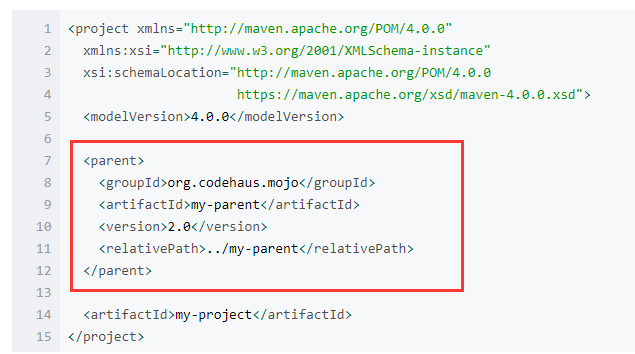 1 <project xmlns="http://maven.apache.org/POM/4.0.0"
2   xmlns:xsi="http://www.w3.org/2001/XMLSchema-instance"
3   xsi:schemaLocation="http://maven.apache.org/POM/4.0.0
4                       https://maven.apache.org/xsd/maven-4.0.0.xsd">
5   <modelVersion>4.0.0</modelVersion>
6
7   <parent>
8     <groupId>org.codehaus.mojo</groupId>
9     <artifactId>my-parent</artifactId>
10     <version>2.0</version>
11     <relativePath>../my-parent</relativePath>
12   </parent>
13
14   <artifactId>my-project</artifactId>
15 </project>